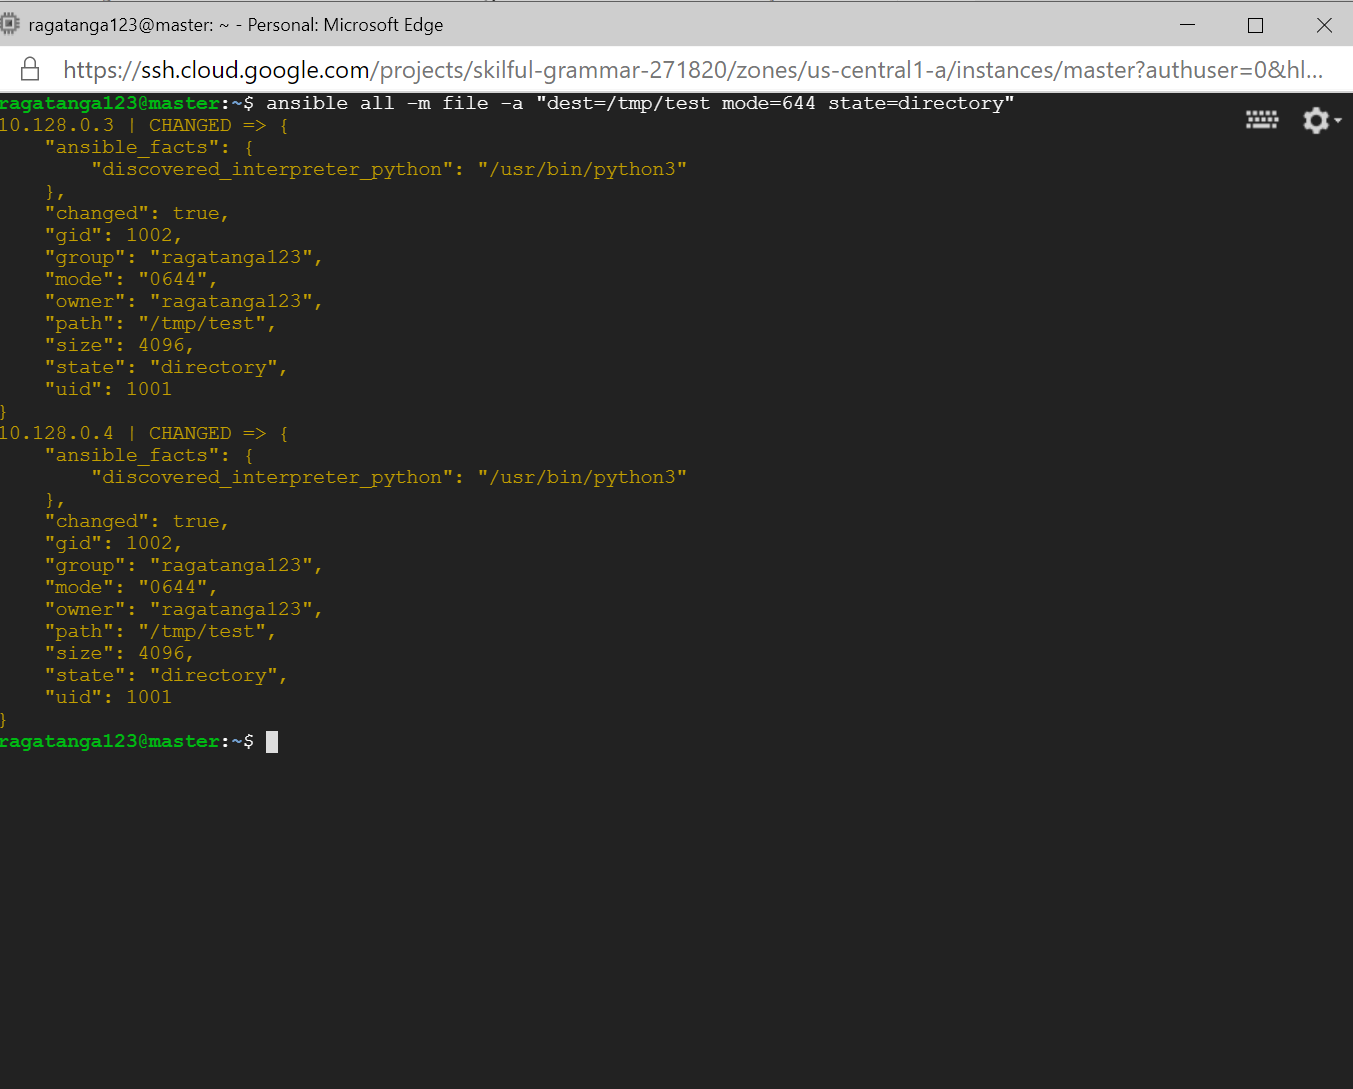 ragatanga123@master: ~ - Personal: Microsoft Edge
https://ssh.cloud.google.com/projects/skilful-grammar-271820/zones/us-central1-a/instances/master?authuser=0&hl...
ragatanga123@master:~$ ansible all -m file -a "dest=/tmp/test mode=644 state=directory"
10.128.0.3 | CHANGED => {
    "ansible_facts": {
        "discovered_interpreter_python": "/usr/bin/python3"
    },
    "changed": true,
    "gid": 1002,
    "group": "ragatanga123",
    "mode": "0644",
    "owner": "ragatanga123",
    "path": "/tmp/test",
    "size": 4096,
    "state": "directory",
    "uid": 1001
}
10.128.0.4 | CHANGED => {
    "ansible_facts": {
        "discovered_interpreter_python": "/usr/bin/python3"
    },
    "changed": true,
    "gid": 1002,
    "group": "ragatanga123",
    "mode": "0644",
    "owner": "ragatanga123",
    "path": "/tmp/test",
    "size": 4096,
    "state": "directory",
    "uid": 1001
}
ragatanga123@master:~$